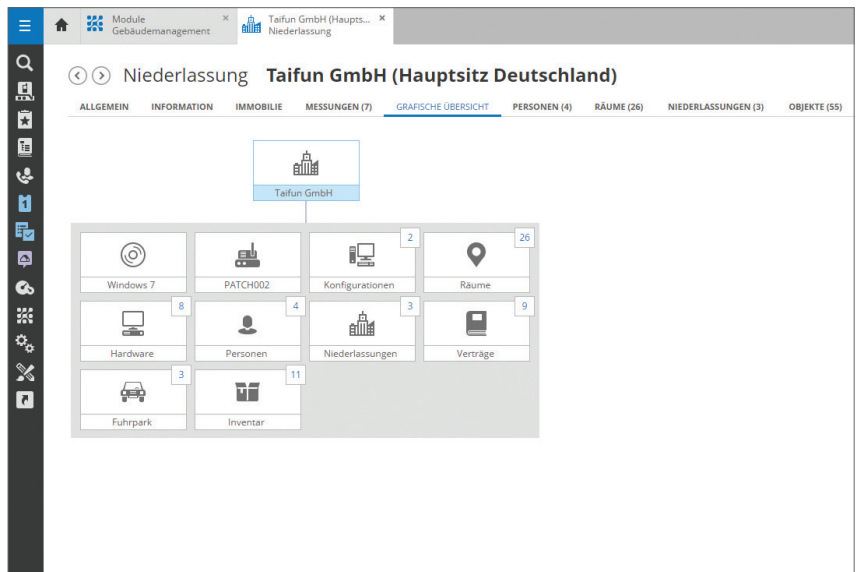 Module
Gebäudemanagement
Taifun GmbH (Haupts...
Niederlassung
Niederlassung Taifun GmbH (Hauptsitz Deutschland)
ALLGEMEIN INFORMATION IMMOBILIE MESSUNGEN (7) GRAFISCHE ÜBERSICHT PERSONEN (4) RÄUME (26) NIEDERLASSUNGEN (3) OBJEKTE (55)
Taifun GmbH
2 26
Windows 7 PATCH002 Konfigurationen Räume
8 4 3 9
Hardware Personen Niederlassungen Verträge
3 11
Fuhrpark Inventar
1